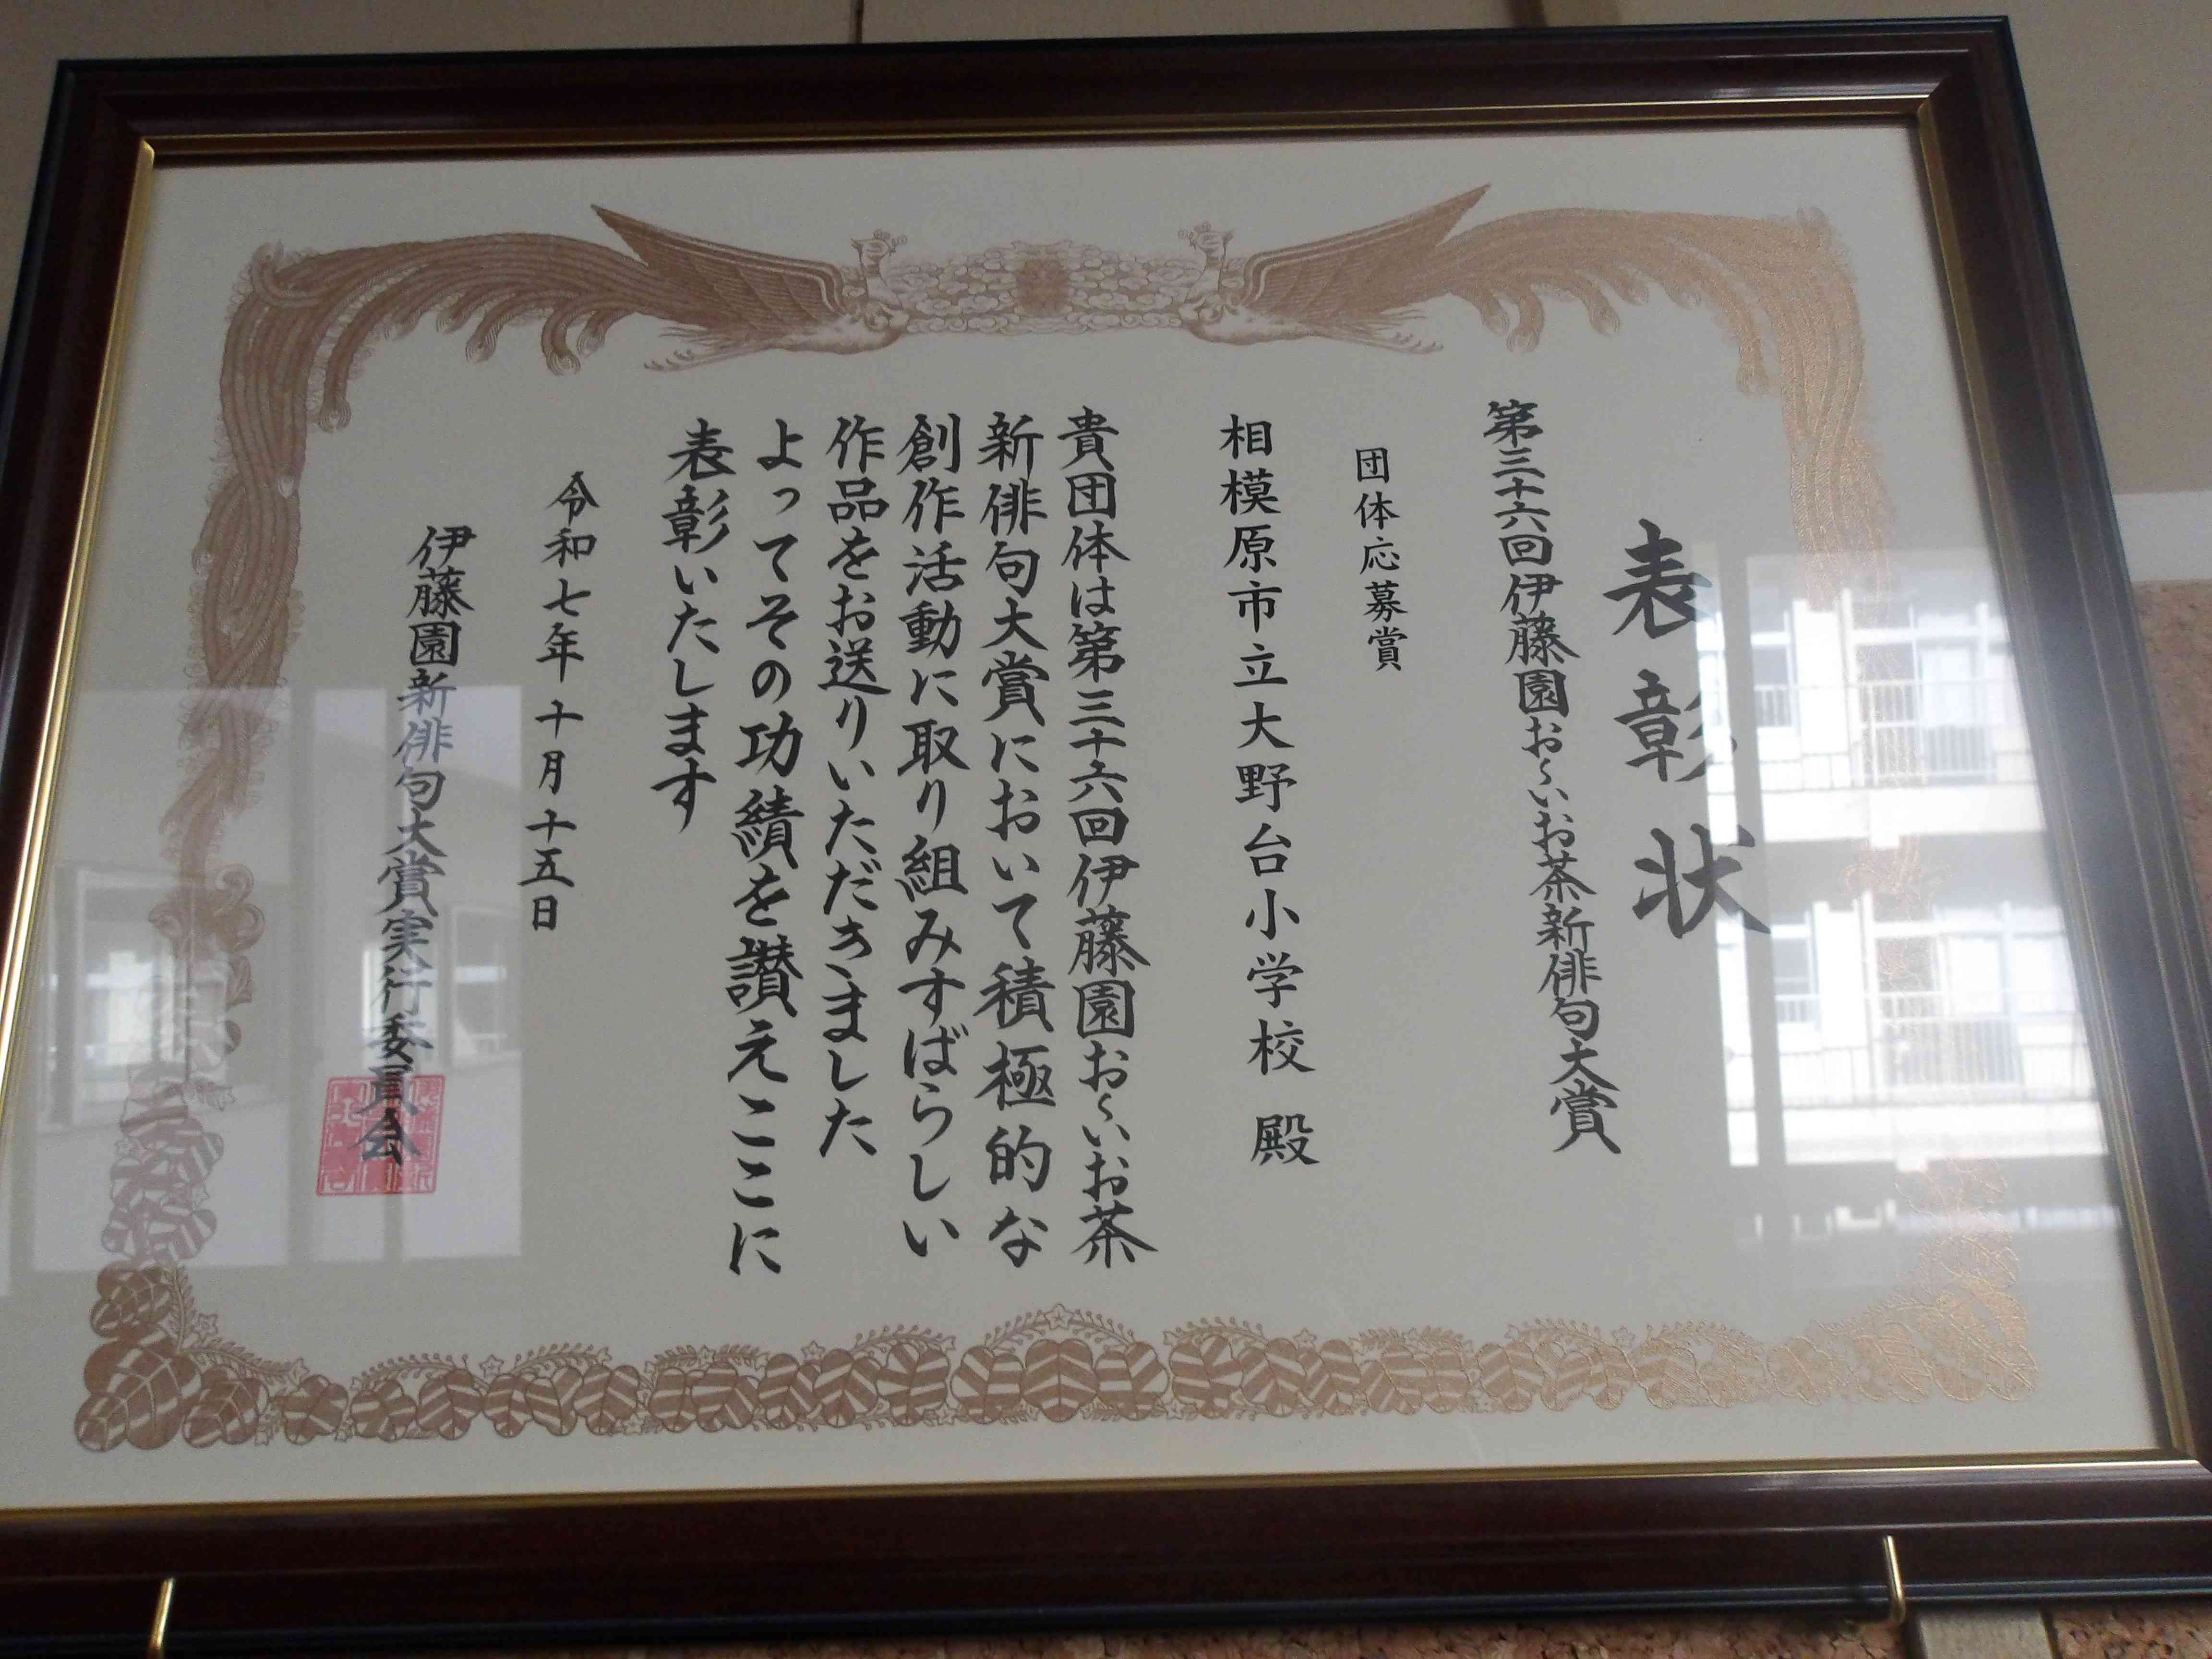 表彰状
第三十六回伊藤園お〜いお茶新俳句大賞
団体応募賞
相模原市立大野台小学校 殿
貴団体は第三十六回伊藤園お〜いお茶
新俳句大賞において積極的な
創作活動に取り組みすばらしい
作品をお送りいただきました
よってその功績を讃えここに
表彰いたします
令和七年十月十五日
伊藤園新俳句大賞実行委員会